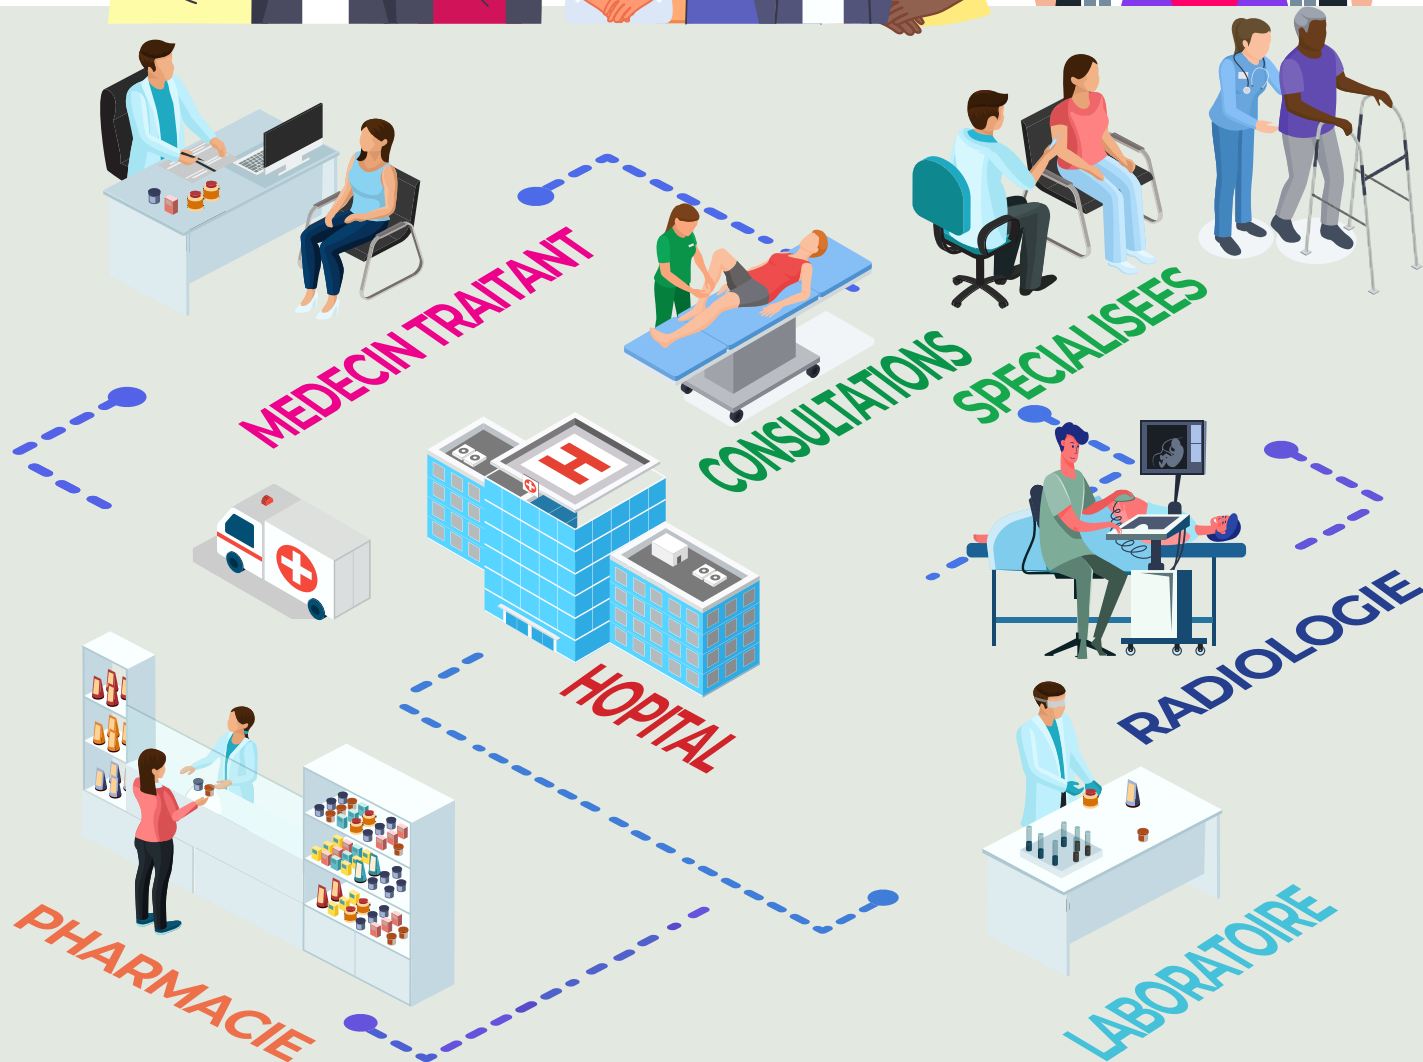 MEDECIN TRAITANT
CONSULTATIONS
SPECIALISEES
H
HOPITAL
RADIOLOGIE
PHARMACIE
LABORATOIRE